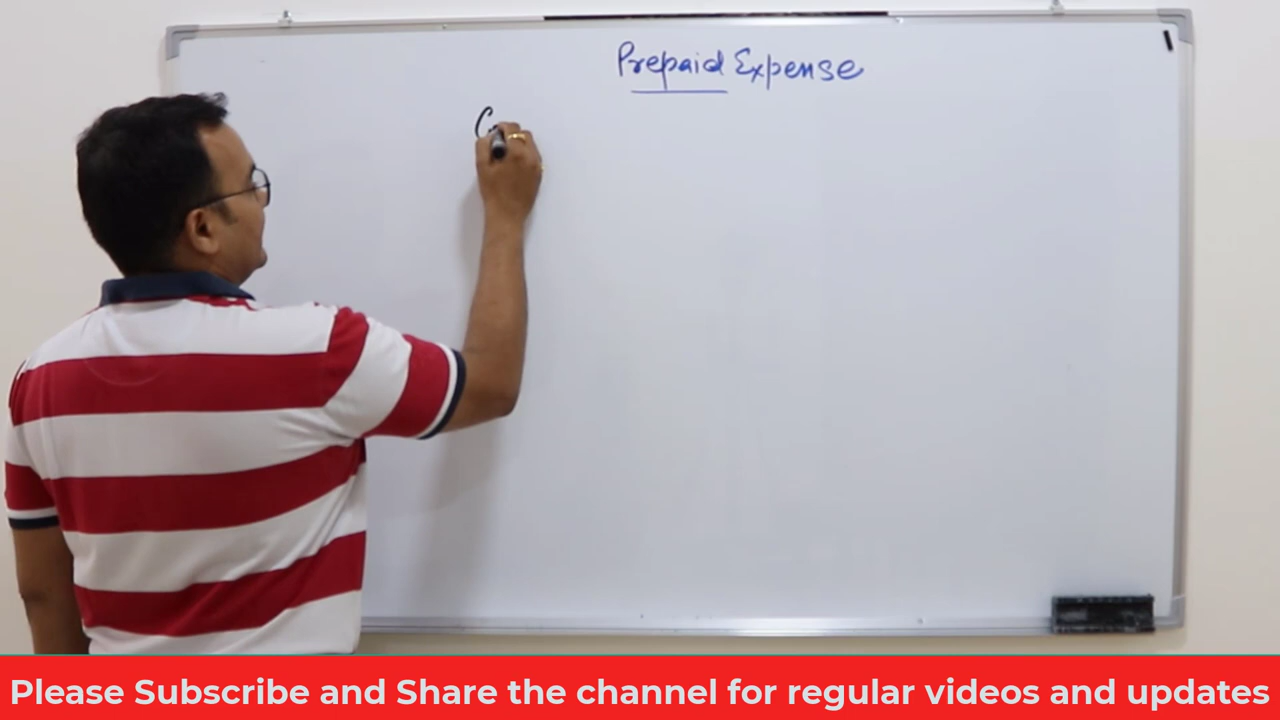 Prepaid Expense
C
Please Subscribe and Share the channel for regular videos and updates